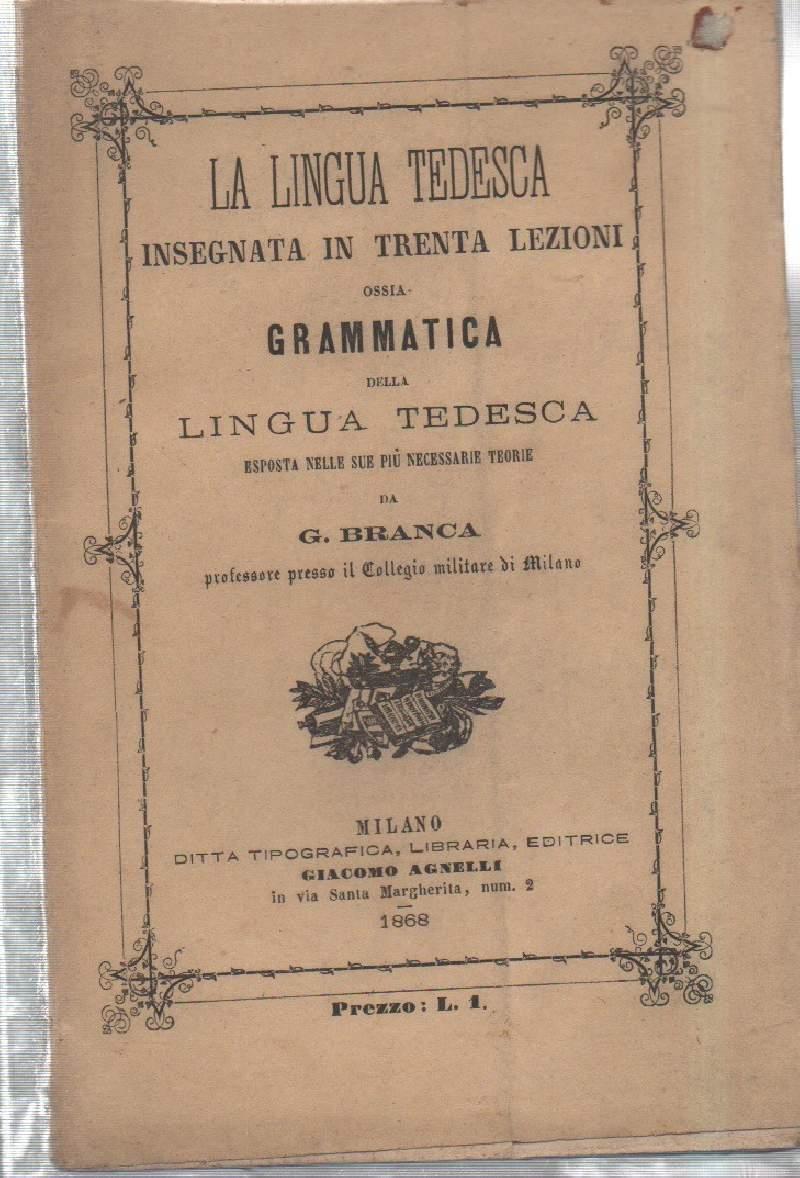 LA LINGUA TEDESCA
INSEGNATA IN TRENTA LEZIONI
OSSIA
GRAMMATICA
DELLA
LINGUA TEDESCA
ESPOSTA NELLE SUE PIÙ NECESSARIE TEORIE
DA
G. BRANCA
professore presso il Collegio militare di Milano
MILANO
DITTA TIPOGRAFICA, LIBRARIA, EDITRICE
GIACOMO AGNELLI
in via Santa Margherita, num. 2
1868
Prezzo: L. 1.